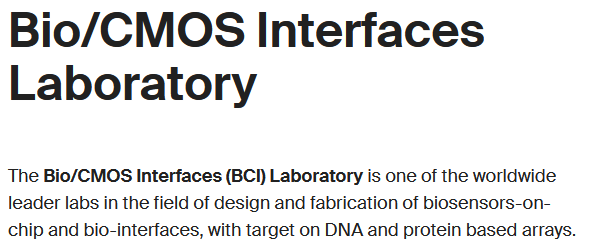 Bio/CMOS Interfaces
Laboratory
The Bio/CMOS Interfaces (BCI) Laboratory is one of the worldwide
leader labs in the field of design and fabrication of biosensors-on-
chip and bio-interfaces, with target on DNA and protein based arrays.